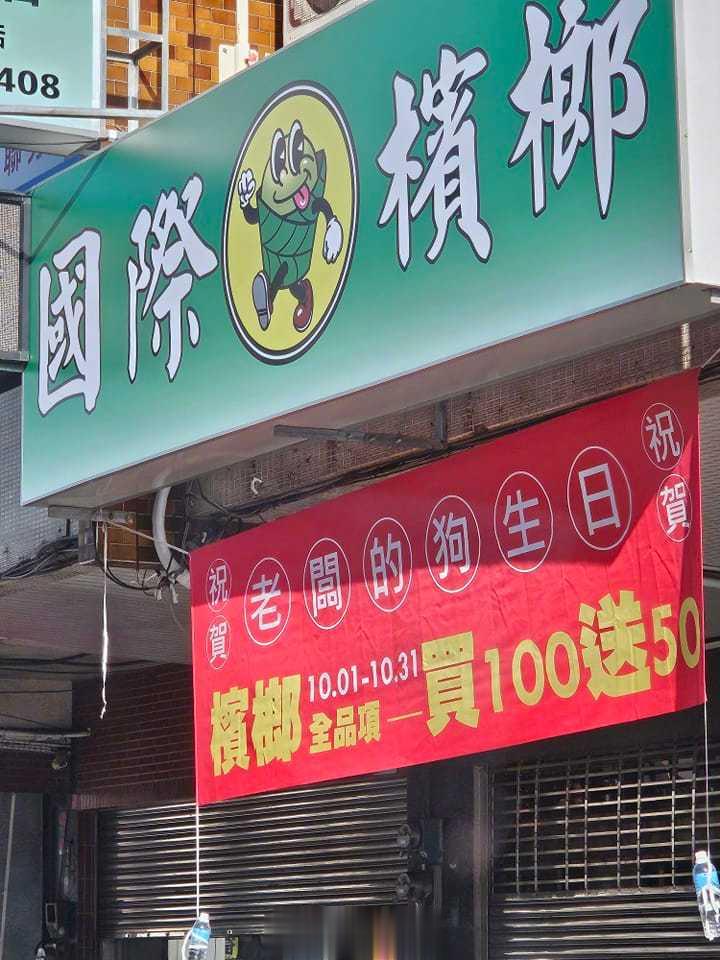 408
國際檳榔
祝賀 老闆的狗生日 祝賀
檳榔 10.01-10.31 全品項 一 買100送50